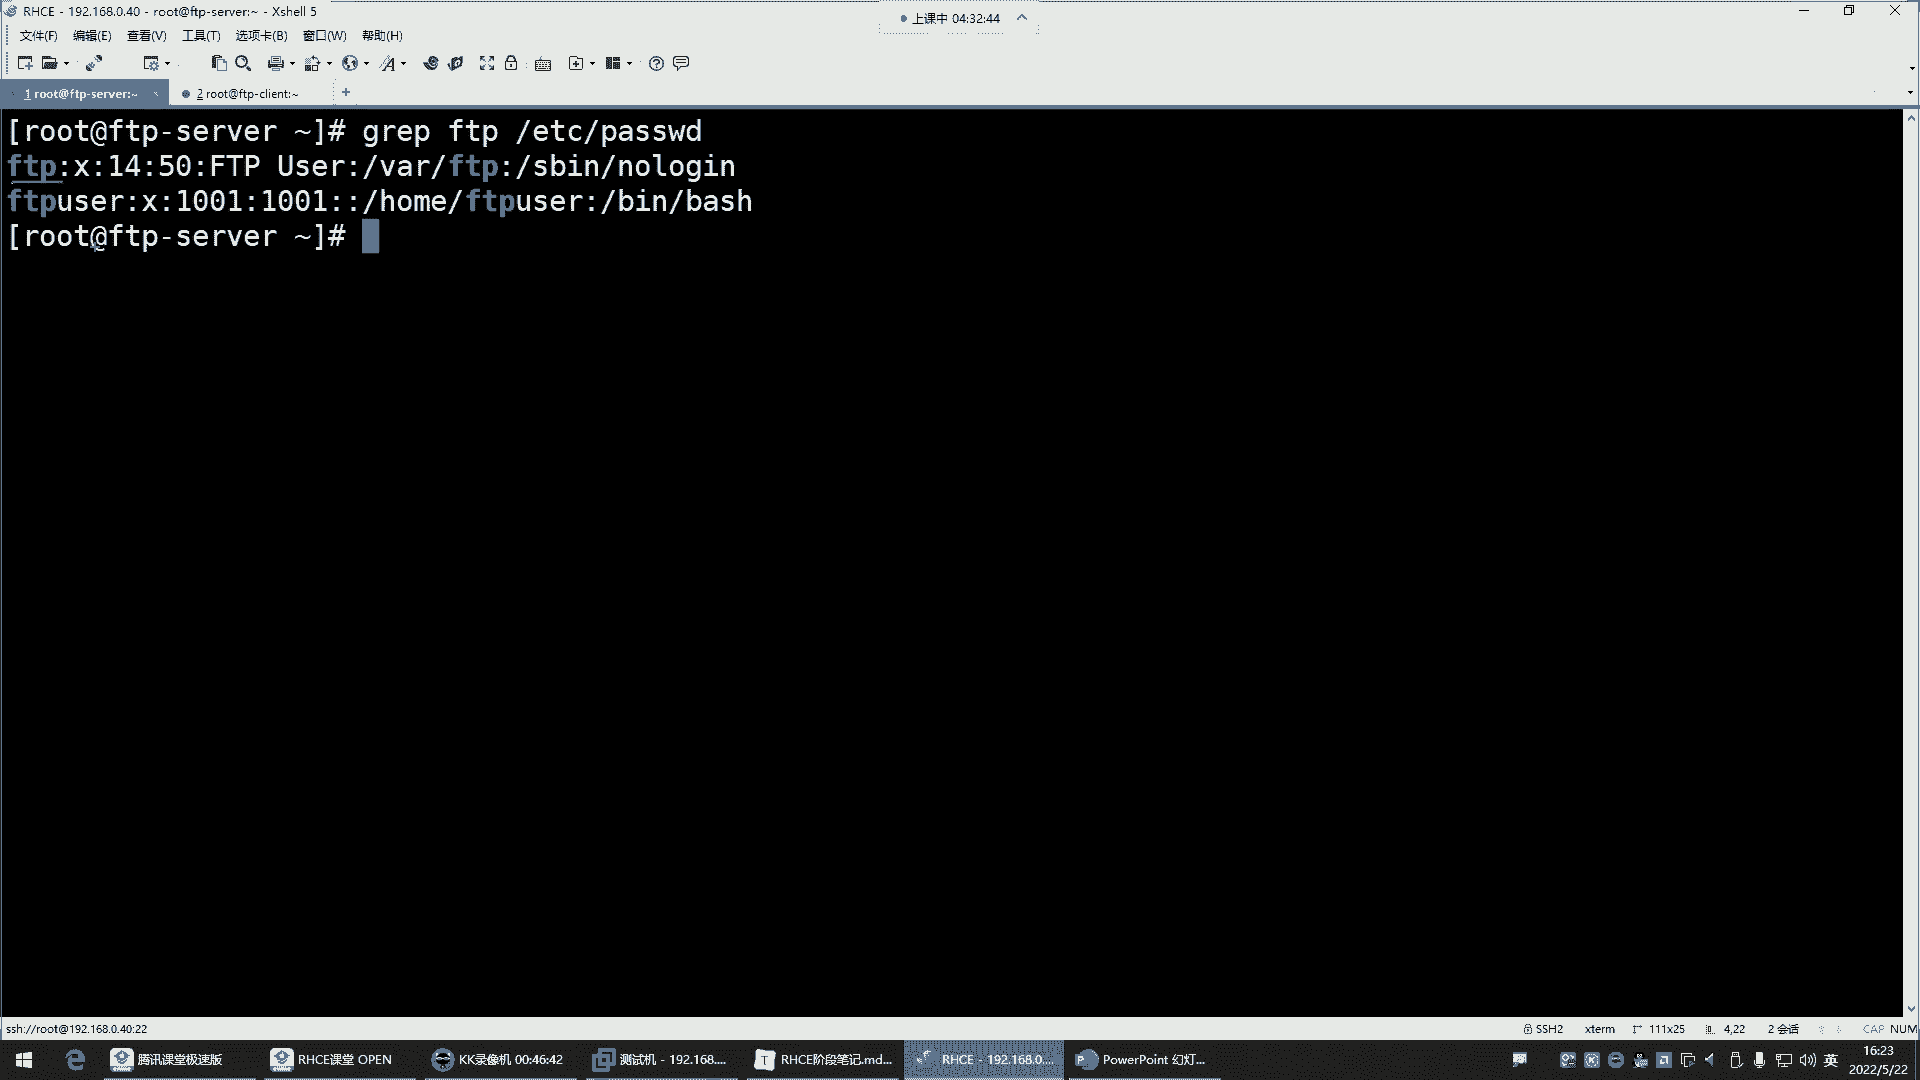 RHCE - 192.168.0.40 - root@ftp-server:~ - Xshell 5
上课中 04:32:44
文件(F) 编辑(E) 查看(V) 工具(T) 选项卡(B) 窗口(W) 帮助(H)
1 root@ftp-server:~ × 2 root@ftp-client:~ +
[root@ftp-server ~]# grep ftp /etc/passwd
ftp:x:14:50:FTP User:/var/ftp:/sbin/nologin
ftpuser:x:1001:1001::/home/ftpuser:/bin/bash
[root@ftp-server ~]#
ssh://root@192.168.0.40:22 SSH2 xterm 111x25 4,22 2 会话 CAP NUM
腾讯课堂极速版 RHCE课堂 OPEN KK录像机 00:46:42 测试机 - 192.168.... RHCE阶段笔记.md... RHCE - 192.168.0.... PowerPoint 幻灯... 英 16:23
2022/5/22